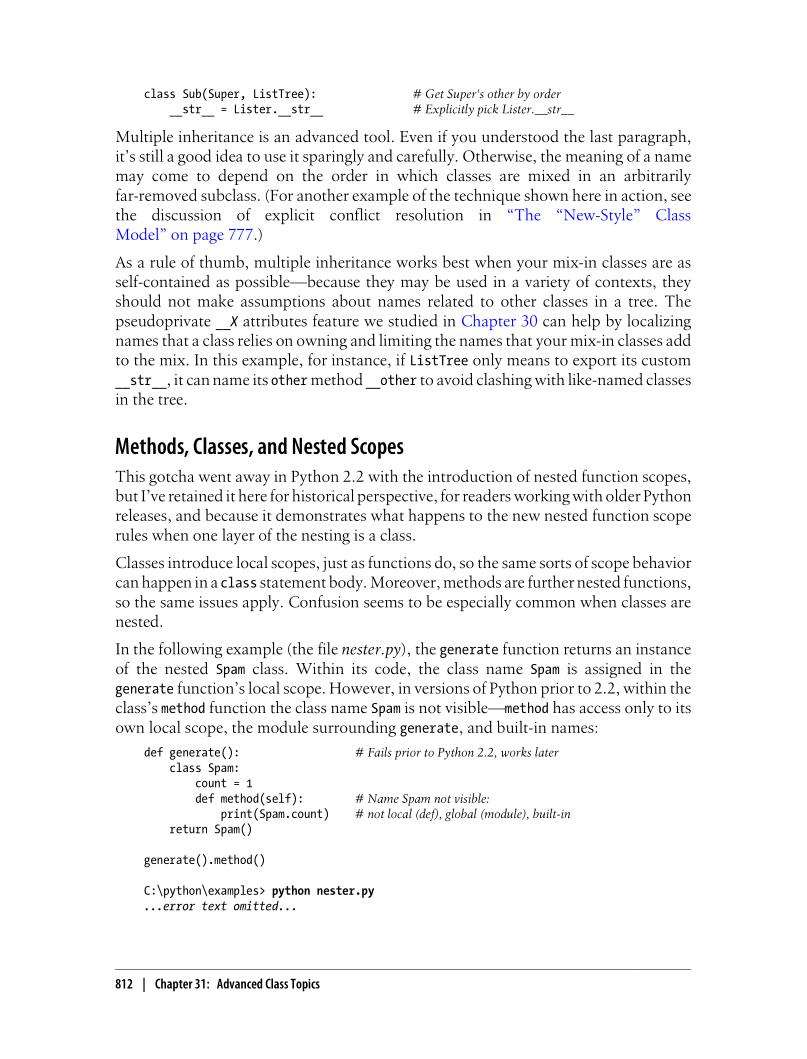 class Sub(Super, ListTree): # Get Super's other by order
__str__ = Lister.__str__ # Explicitly pick Lister.__str__
Multiple inheritance is an advanced tool. Even if you understood the last paragraph,
it’s still a good idea to use it sparingly and carefully. Otherwise, the meaning of a name
may come to depend on the order in which classes are mixed in an arbitrarily
far-removed subclass. (For another example of the technique shown here in action, see
the discussion of explicit conflict resolution in “The “New-Style” Class
Model” on page 777.)
As a rule of thumb, multiple inheritance works best when your mix-in classes are as
self-contained as possible—because they may be used in a variety of contexts, they
should not make assumptions about names related to other classes in a tree. The
pseudoprivate __X attributes feature we studied in Chapter 30 can help by localizing
names that a class relies on owning and limiting the names that your mix-in classes add
to the mix. In this example, for instance, if ListTree only means to export its custom
__str__, it can name its other method __other to avoid clashing with like-named classes
in the tree.
Methods, Classes, and Nested Scopes
This gotcha went away in Python 2.2 with the introduction of nested function scopes,
but I’ve retained it here for historical perspective, for readers working with older Python
releases, and because it demonstrates what happens to the new nested function scope
rules when one layer of the nesting is a class.
Classes introduce local scopes, just as functions do, so the same sorts of scope behavior
can happen in a class statement body. Moreover, methods are further nested functions,
so the same issues apply. Confusion seems to be especially common when classes are
nested.
In the following example (the file nester.py), the generate function returns an instance
of the nested Spam class. Within its code, the class name Spam is assigned in the
generate function’s local scope. However, in versions of Python prior to 2.2, within the
class’s method function the class name Spam is not visible—method has access only to its
own local scope, the module surrounding generate, and built-in names:
def generate(): # Fails prior to Python 2.2, works later
class Spam:
count = 1
def method(self): # Name Spam not visible:
print(Spam.count) # not local (def), global (module), built-in
return Spam()
generate().method()
C:\python\examples> python nester.py
...error text omitted...
812 | Chapter 31: Advanced Class Topics